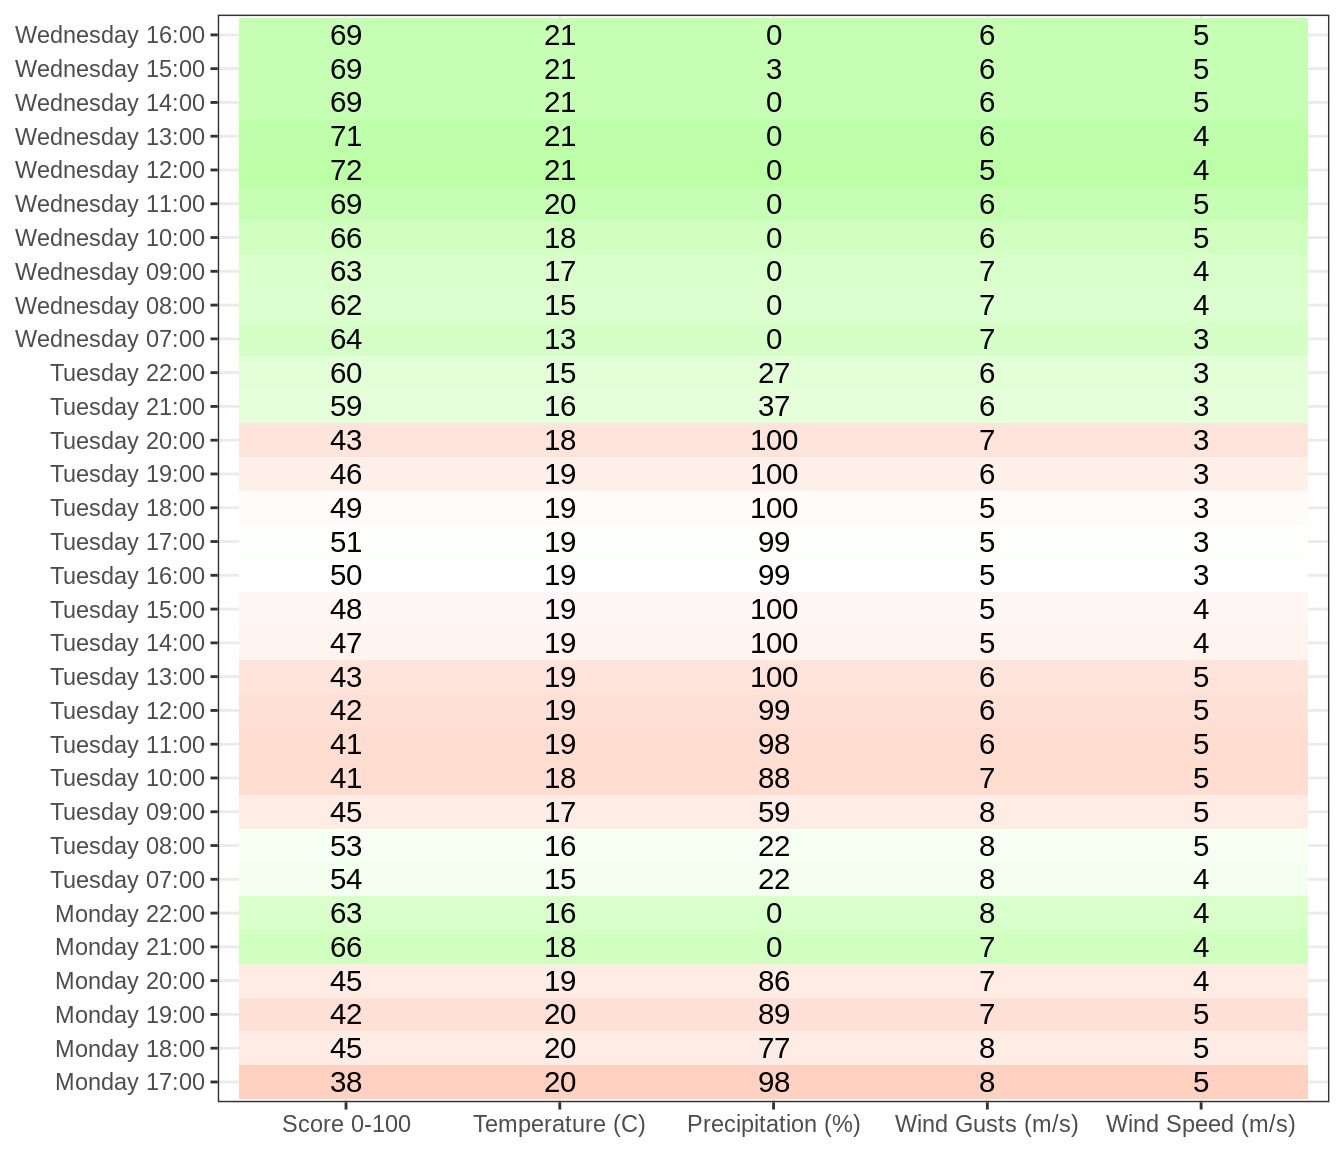 Wednesday 16:00 69 21 0 6 5
Wednesday 15:00 69 21 3 6 5
Wednesday 14:00 69 21 0 6 5
Wednesday 13:00 71 21 0 6 4
Wednesday 12:00 72 21 0 5 4
Wednesday 11:00 69 20 0 6 5
Wednesday 10:00 66 18 0 6 5
Wednesday 09:00 63 17 0 7 4
Wednesday 08:00 62 15 0 7 4
Wednesday 07:00 64 13 0 7 3
Tuesday 22:00 60 15 27 6 3
Tuesday 21:00 59 16 37 6 3
Tuesday 20:00 43 18 100 7 3
Tuesday 19:00 46 19 100 6 3
Tuesday 18:00 49 19 100 5 3
Tuesday 17:00 51 19 99 5 3
Tuesday 16:00 50 19 99 5 3
Tuesday 15:00 48 19 100 5 4
Tuesday 14:00 47 19 100 5 4
Tuesday 13:00 43 19 100 6 5
Tuesday 12:00 42 19 99 6 5
Tuesday 11:00 41 19 98 6 5
Tuesday 10:00 41 18 88 7 5
Tuesday 09:00 45 17 59 8 5
Tuesday 08:00 53 16 22 8 5
Tuesday 07:00 54 15 22 8 4
Monday 22:00 63 16 0 8 4
Monday 21:00 66 18 0 7 4
Monday 20:00 45 19 86 7 4
Monday 19:00 42 20 89 7 5
Monday 18:00 45 20 77 8 5
Monday 17:00 38 20 98 8 5
Score 0-100 Temperature (C) Precipitation (%) Wind Gusts (m/s) Wind Speed (m/s)